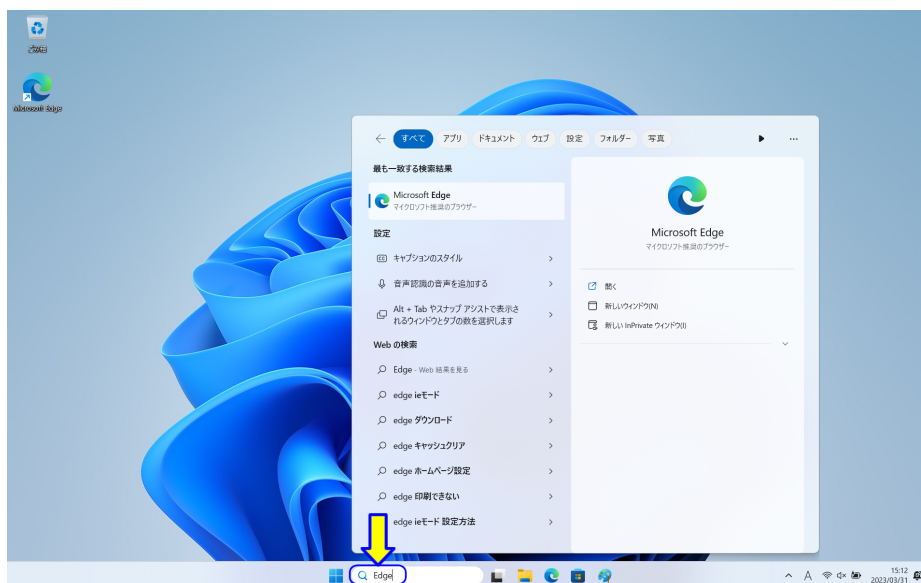 ごみ箱
Microsoft Edge
すべて アプリ ドキュメント ウェブ 設定 フォルダー 写真 ...
最も一致する検索結果
Microsoft Edge
マイクロソフト推奨のブラウザー
設定
キャプションのスタイル
音声認識の音声を追加する
Alt + Tab やスナップ アシストで表示さ
れるウィンドウとタブの数を選択します
Web の検索
Edge - Web 結果を見る
edge ieモード
edge ダウンロード
edge キャッシュクリア
edge ホームページ設定
edge 印刷できない
edge ieモード 設定方法
Microsoft Edge
マイクロソフト推奨のブラウザー
開く
新しいウィンドウ(N)
新しい InPrivate ウィンドウ(I)
Edge
A
15:12
2023/03/31